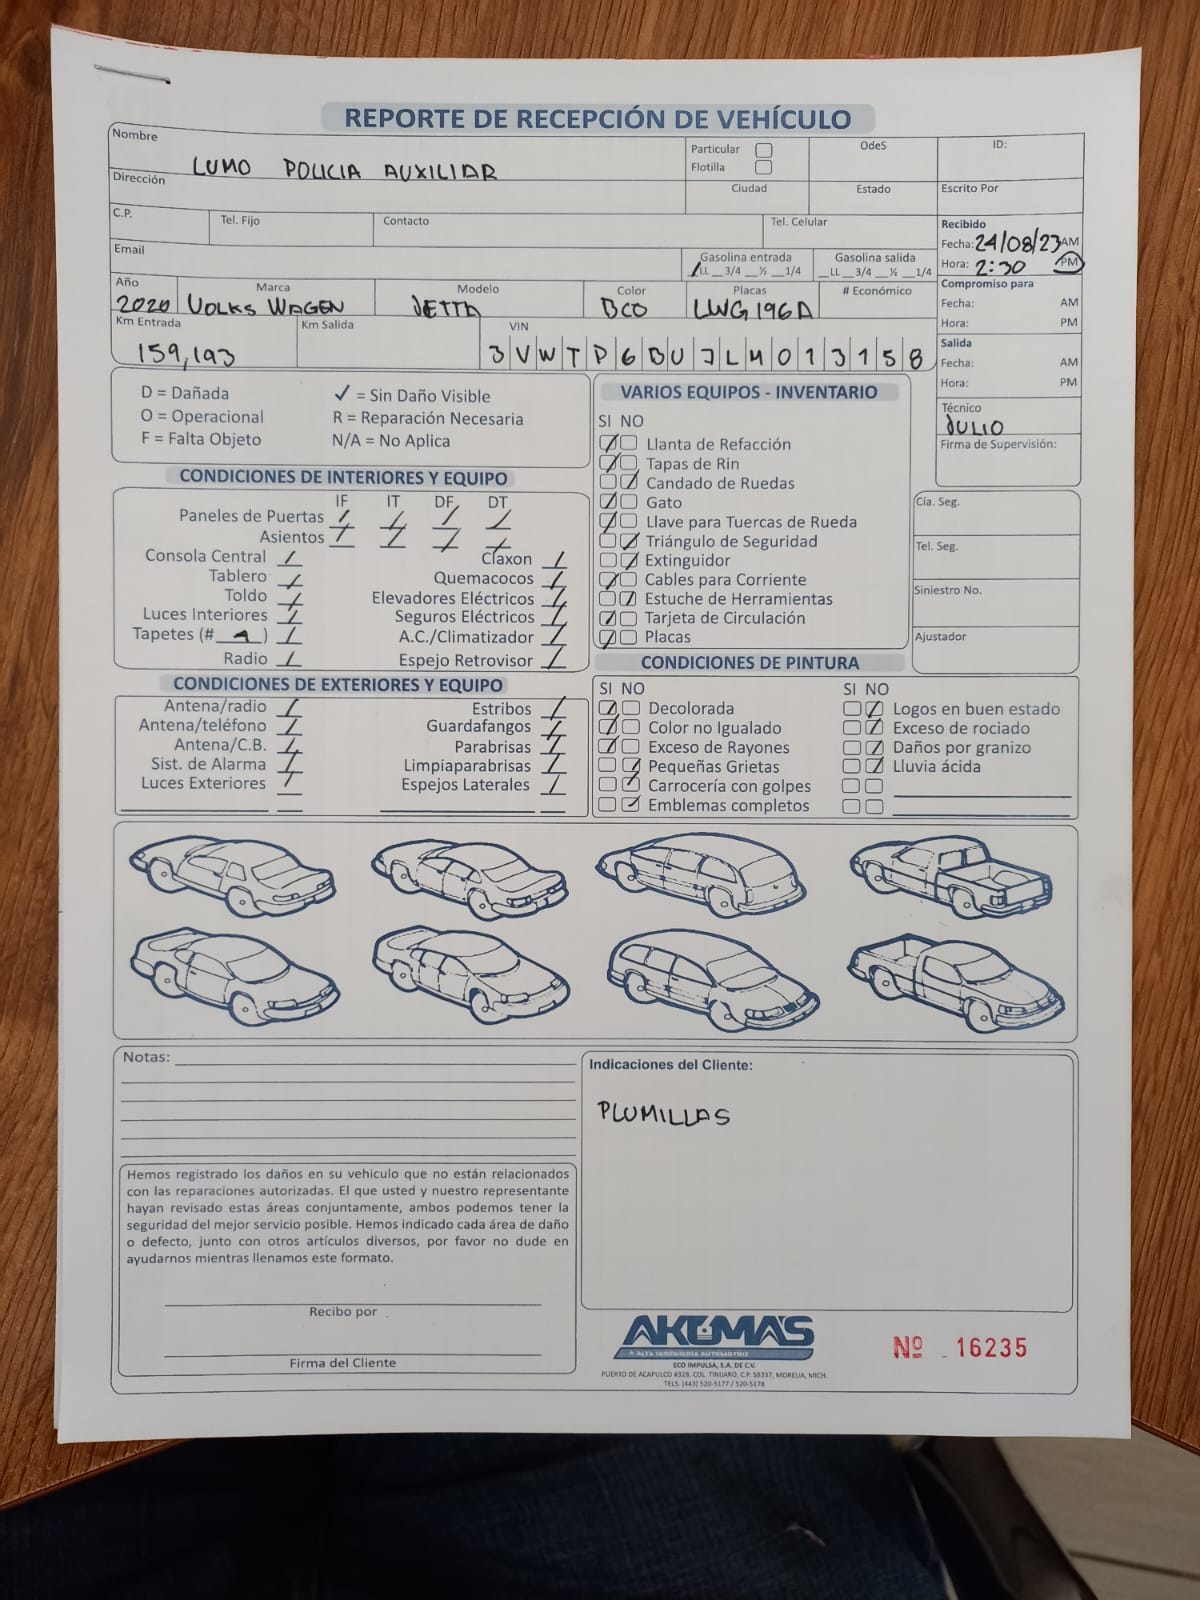 REPORTE DE RECEPCIÓN DE VEHÍCULO
Nombre LUMO POLICIA AUXILIAR
Particular
Flotilla
OdeS
ID:
Dirección
Ciudad
Estado
Escrito Por
C.P.
Tel. Fijo
Contacto
Tel. Celular
Recibido
Fecha: 24/08/23 AM
Hora: 2:30 PM
Email
Gasolina entrada
LL __3/4 __½ __1/4
Gasolina salida
__LL __3/4 __½ __1/4
Año 2020
Marca VOLKS WAGEN
Modelo JETTA
Color BCO
Placas LWG196A
# Económico
Compromiso para
Fecha: AM
Hora: PM
Km Entrada 159,193
Km Salida
VIN 3VWTP6BUJLM013158
Salida
Fecha: AM
Hora: PM
Técnico
JULIO
Firma de Supervisión:
D = Dañada
O = Operacional
F = Falta Objeto
✓ = Sin Daño Visible
R = Reparación Necesaria
N/A = No Aplica
VARIOS EQUIPOS - INVENTARIO
SI NO
Llanta de Refacción
Tapas de Rin
Candado de Ruedas
Gato
Llave para Tuercas de Rueda
Triángulo de Seguridad
Extinguidor
Cables para Corriente
Estuche de Herramientas
Tarjeta de Circulación
Placas
Cía. Seg.
Tel. Seg.
Siniestro No.
Ajustador
CONDICIONES DE INTERIORES Y EQUIPO
IF IT DF DT
Paneles de Puertas
Asientos
Consola Central
Tablero
Toldo
Luces Interiores
Tapetes (# 4 )
Radio
Claxon
Quemacocos
Elevadores Eléctricos
Seguros Eléctricos
A.C./Climatizador
Espejo Retrovisor
CONDICIONES DE EXTERIORES Y EQUIPO
Antena/radio
Antena/teléfono
Antena/C.B.
Sist. de Alarma
Luces Exteriores
Estribos
Guardafangos
Parabrisas
Limpiaparabrisas
Espejos Laterales
CONDICIONES DE PINTURA
SI NO
Decolorada
Color no Igualado
Exceso de Rayones
Pequeñas Grietas
Carrocería con golpes
Emblemas completos
SI NO
Logos en buen estado
Exceso de rociado
Daños por granizo
Lluvia ácida
Notas:
Indicaciones del Cliente:
PLUMILLAS
Hemos registrado los daños en su vehiculo que no están relacionados
con las reparaciones autorizadas. El que usted y nuestro representante
hayan revisado estas áreas conjuntamente, ambos podemos tener la
seguridad del mejor servicio posible. Hemos indicado cada área de daño
o defecto, junto con otros artículos diversos, por favor no dude en
ayudarnos mientras llenamos este formato.
Recibo por
Firma del Cliente
AKUMA'S
ALTA INGENIERÍA AUTOMOTRIZ
ECO IMPULSA, S.A. DE C.V.
PUERTO DE ACAPULCO #328, COL. TINIJARO, C.P. 58337, MORELIA, MICH.
TELS. (443) 520-5177 / 520-5178
Nº 16235